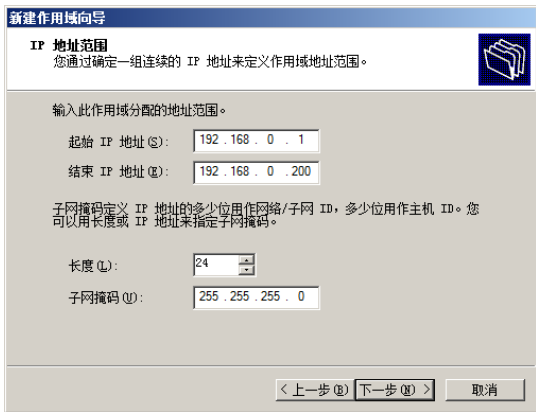 新建作用域向导
IP 地址范围
您通过确定一组连续的 IP 地址来定义作用域地址范围。
输入此作用域分配的地址范围。
起始 IP 地址(S): 192 . 168 . 0 . 1
结束 IP 地址(E): 192 . 168 . 0 . 200
子网掩码定义 IP 地址的多少位用作网络/子网 ID，多少位用作主机 ID。您
可以用长度或 IP 地址来指定子网掩码。
长度(L): 24
子网掩码(U): 255 . 255 . 255 . 0
< 上一步(B) 下一步(N) > 取消